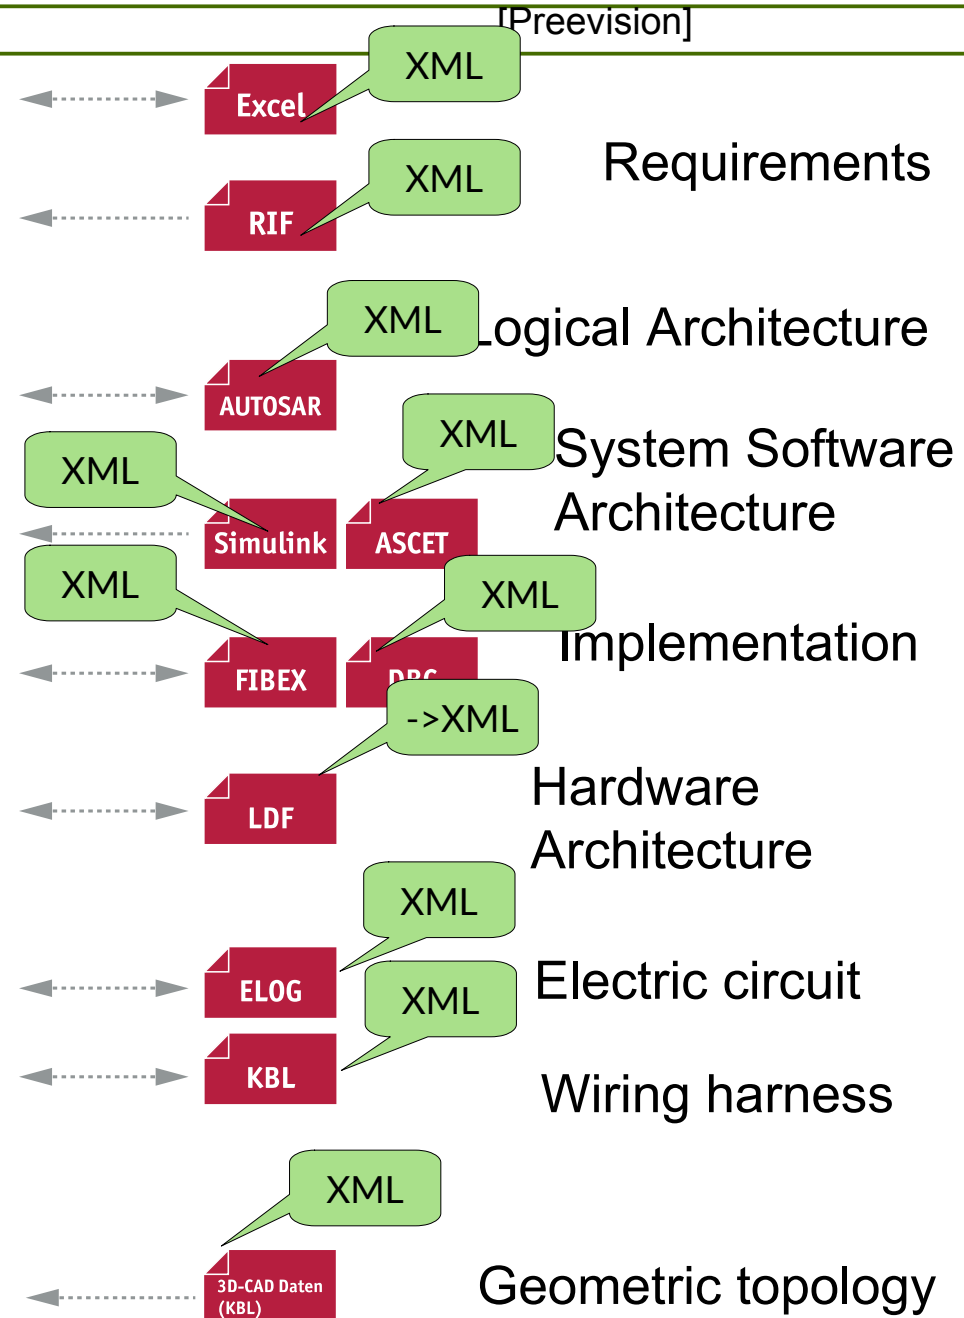 [Preevision]
XML
Excel
Requirements
XML
RIF
XML
Logical Architecture
AUTOSAR
XML
System Software
Architecture
XML
Simulink
ASCET
XML
XML
Implementation
FIBEX
DBC
->XML
LDF
Hardware
Architecture
XML
ELOG
Electric circuit
XML
KBL
Wiring harness
XML
3D-CAD Daten
(KBL)
Geometric topology